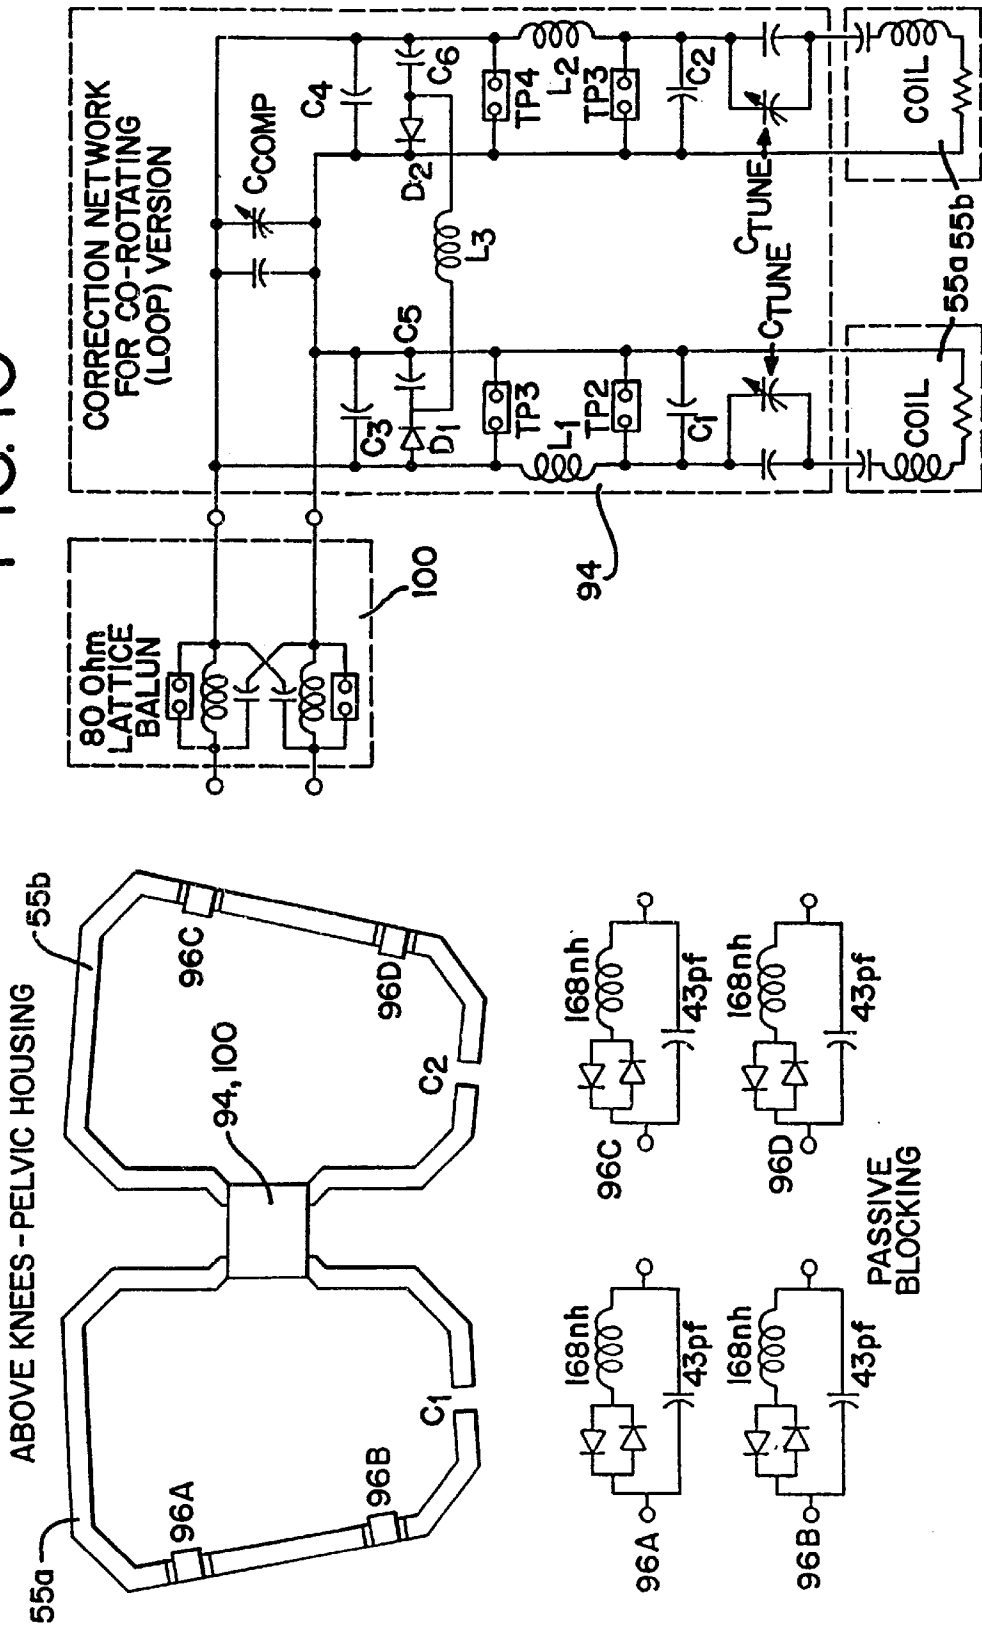 ABOVE KNEES-PELVIC HOUSING
55a
55b
96A
96B
96C
96D
94,100
C1
C2
80 Ohm
LATTICE
BALUN
100
CORRECTION NETWORK
FOR CO-ROTATING
(LOOP) VERSION
CCOMP
C3
C4
D1
C5
D2
C6
L3
TP3
TP4
L1
L2
TP2
TP3
C1
C2
CTUNE
CTUNE
94
COIL
COIL
55a
55b
96A
168nh
43pf
96C
168nh
43pf
96B
168nh
43pf
96D
168nh
43pf
PASSIVE
BLOCKING